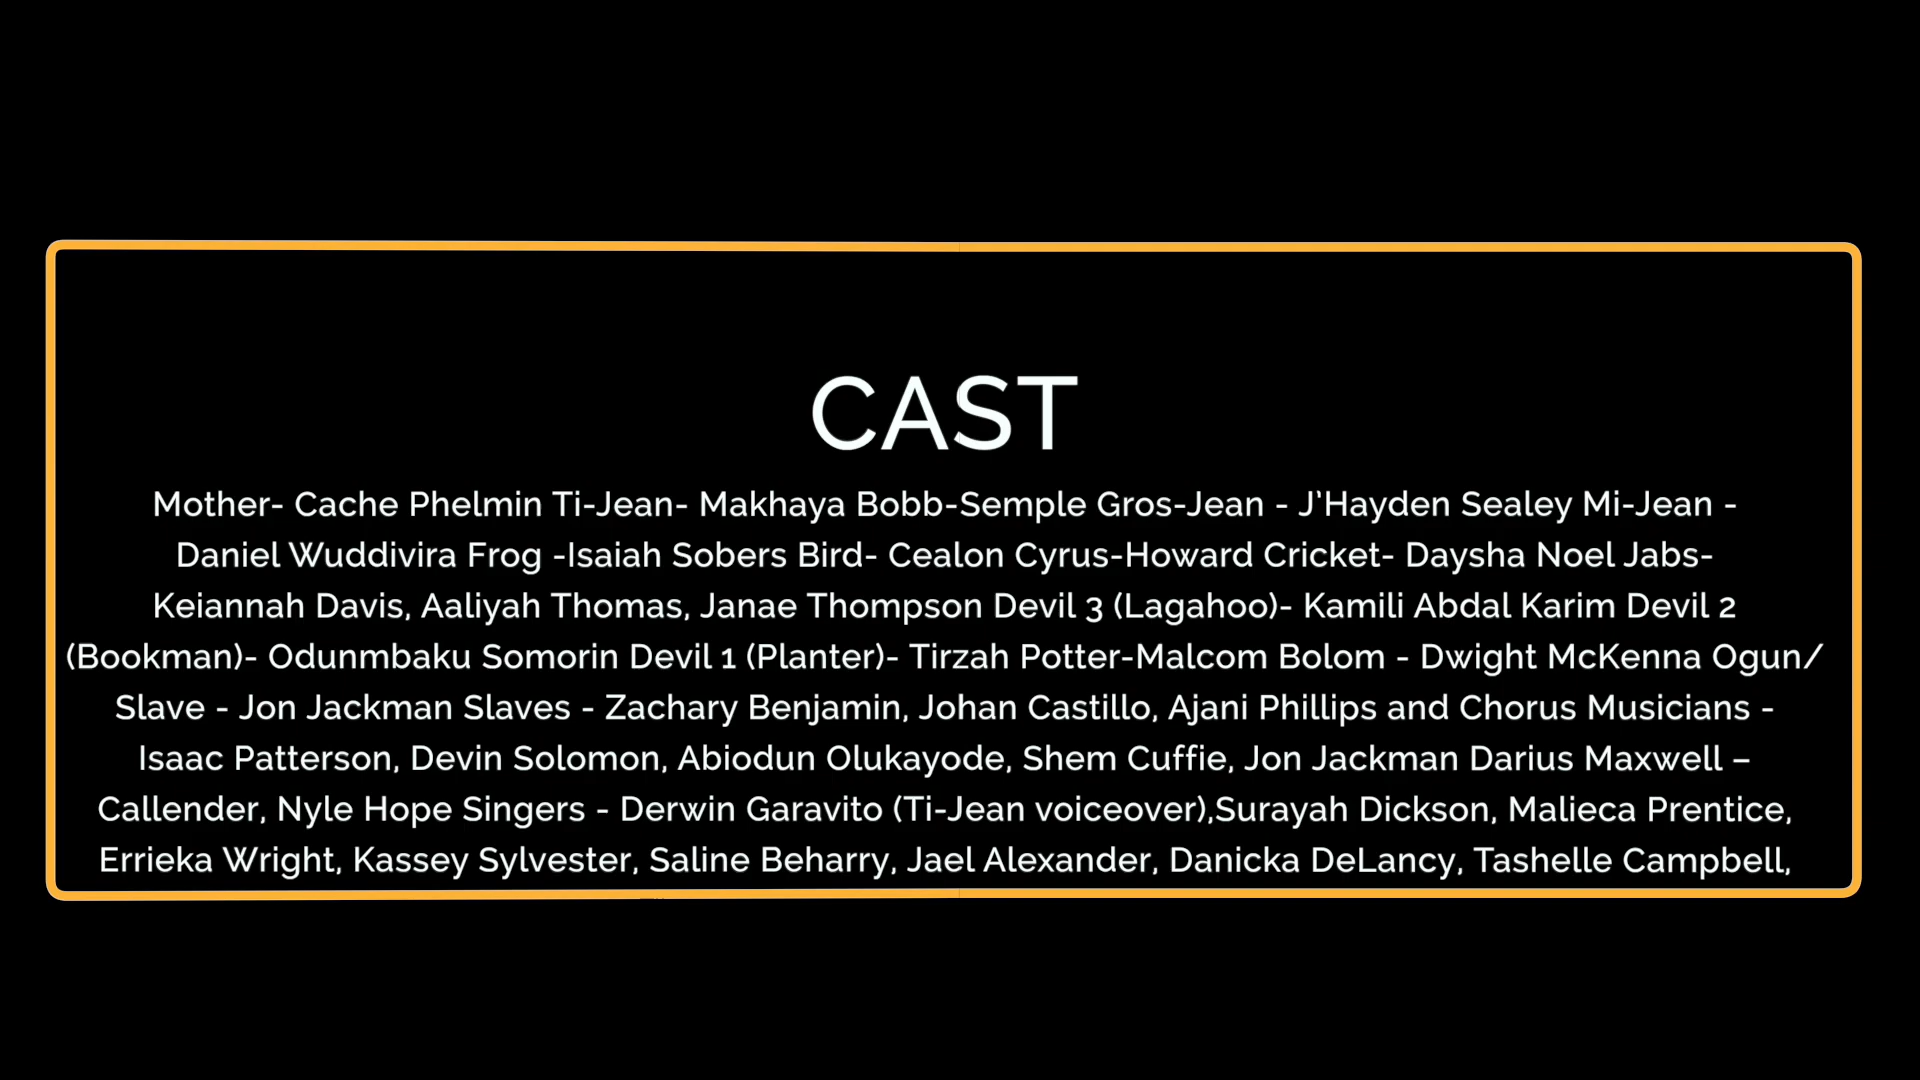 CAST
Mother- Cache Phelmin Ti-Jean- Makhaya Bobb-Semple Gros-Jean - J'Hayden Sealey Mi-Jean -
Daniel Wuddivira Frog -Isaiah Sobers Bird- Cealon Cyrus-Howard Cricket- Daysha Noel Jabs-
Keiannah Davis, Aaliyah Thomas, Janae Thompson Devil 3 (Lagahoo)- Kamili Abdal Karim Devil 2
(Bookman)- Odunmbaku Somorin Devil 1 (Planter)- Tirzah Potter-Malcom Bolom - Dwight McKenna Ogun/
Slave - Jon Jackman Slaves - Zachary Benjamin, Johan Castillo, Ajani Phillips and Chorus Musicians -
Isaac Patterson, Devin Solomon, Abiodun Olukayode, Shem Cuffie, Jon Jackman Darius Maxwell –
Callender, Nyle Hope Singers - Derwin Garavito (Ti-Jean voiceover),Surayah Dickson, Malieca Prentice,
Errieka Wright, Kassey Sylvester, Saline Beharry, Jael Alexander, Danicka DeLancy, Tashelle Campbell,